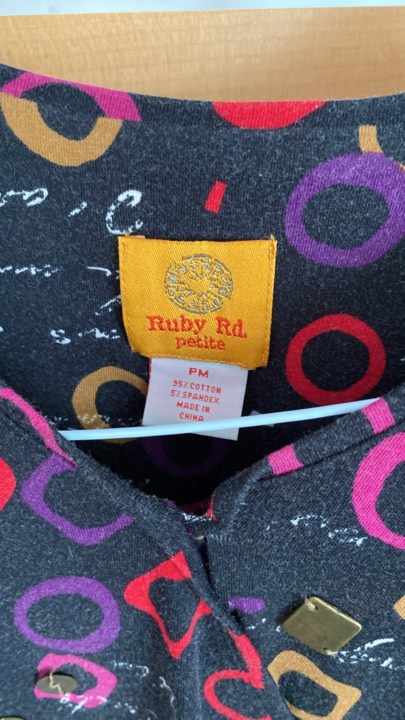 Ruby Rd.
petite
PM
95% COTTON
5% SPANDEX
MADE IN
CHINA